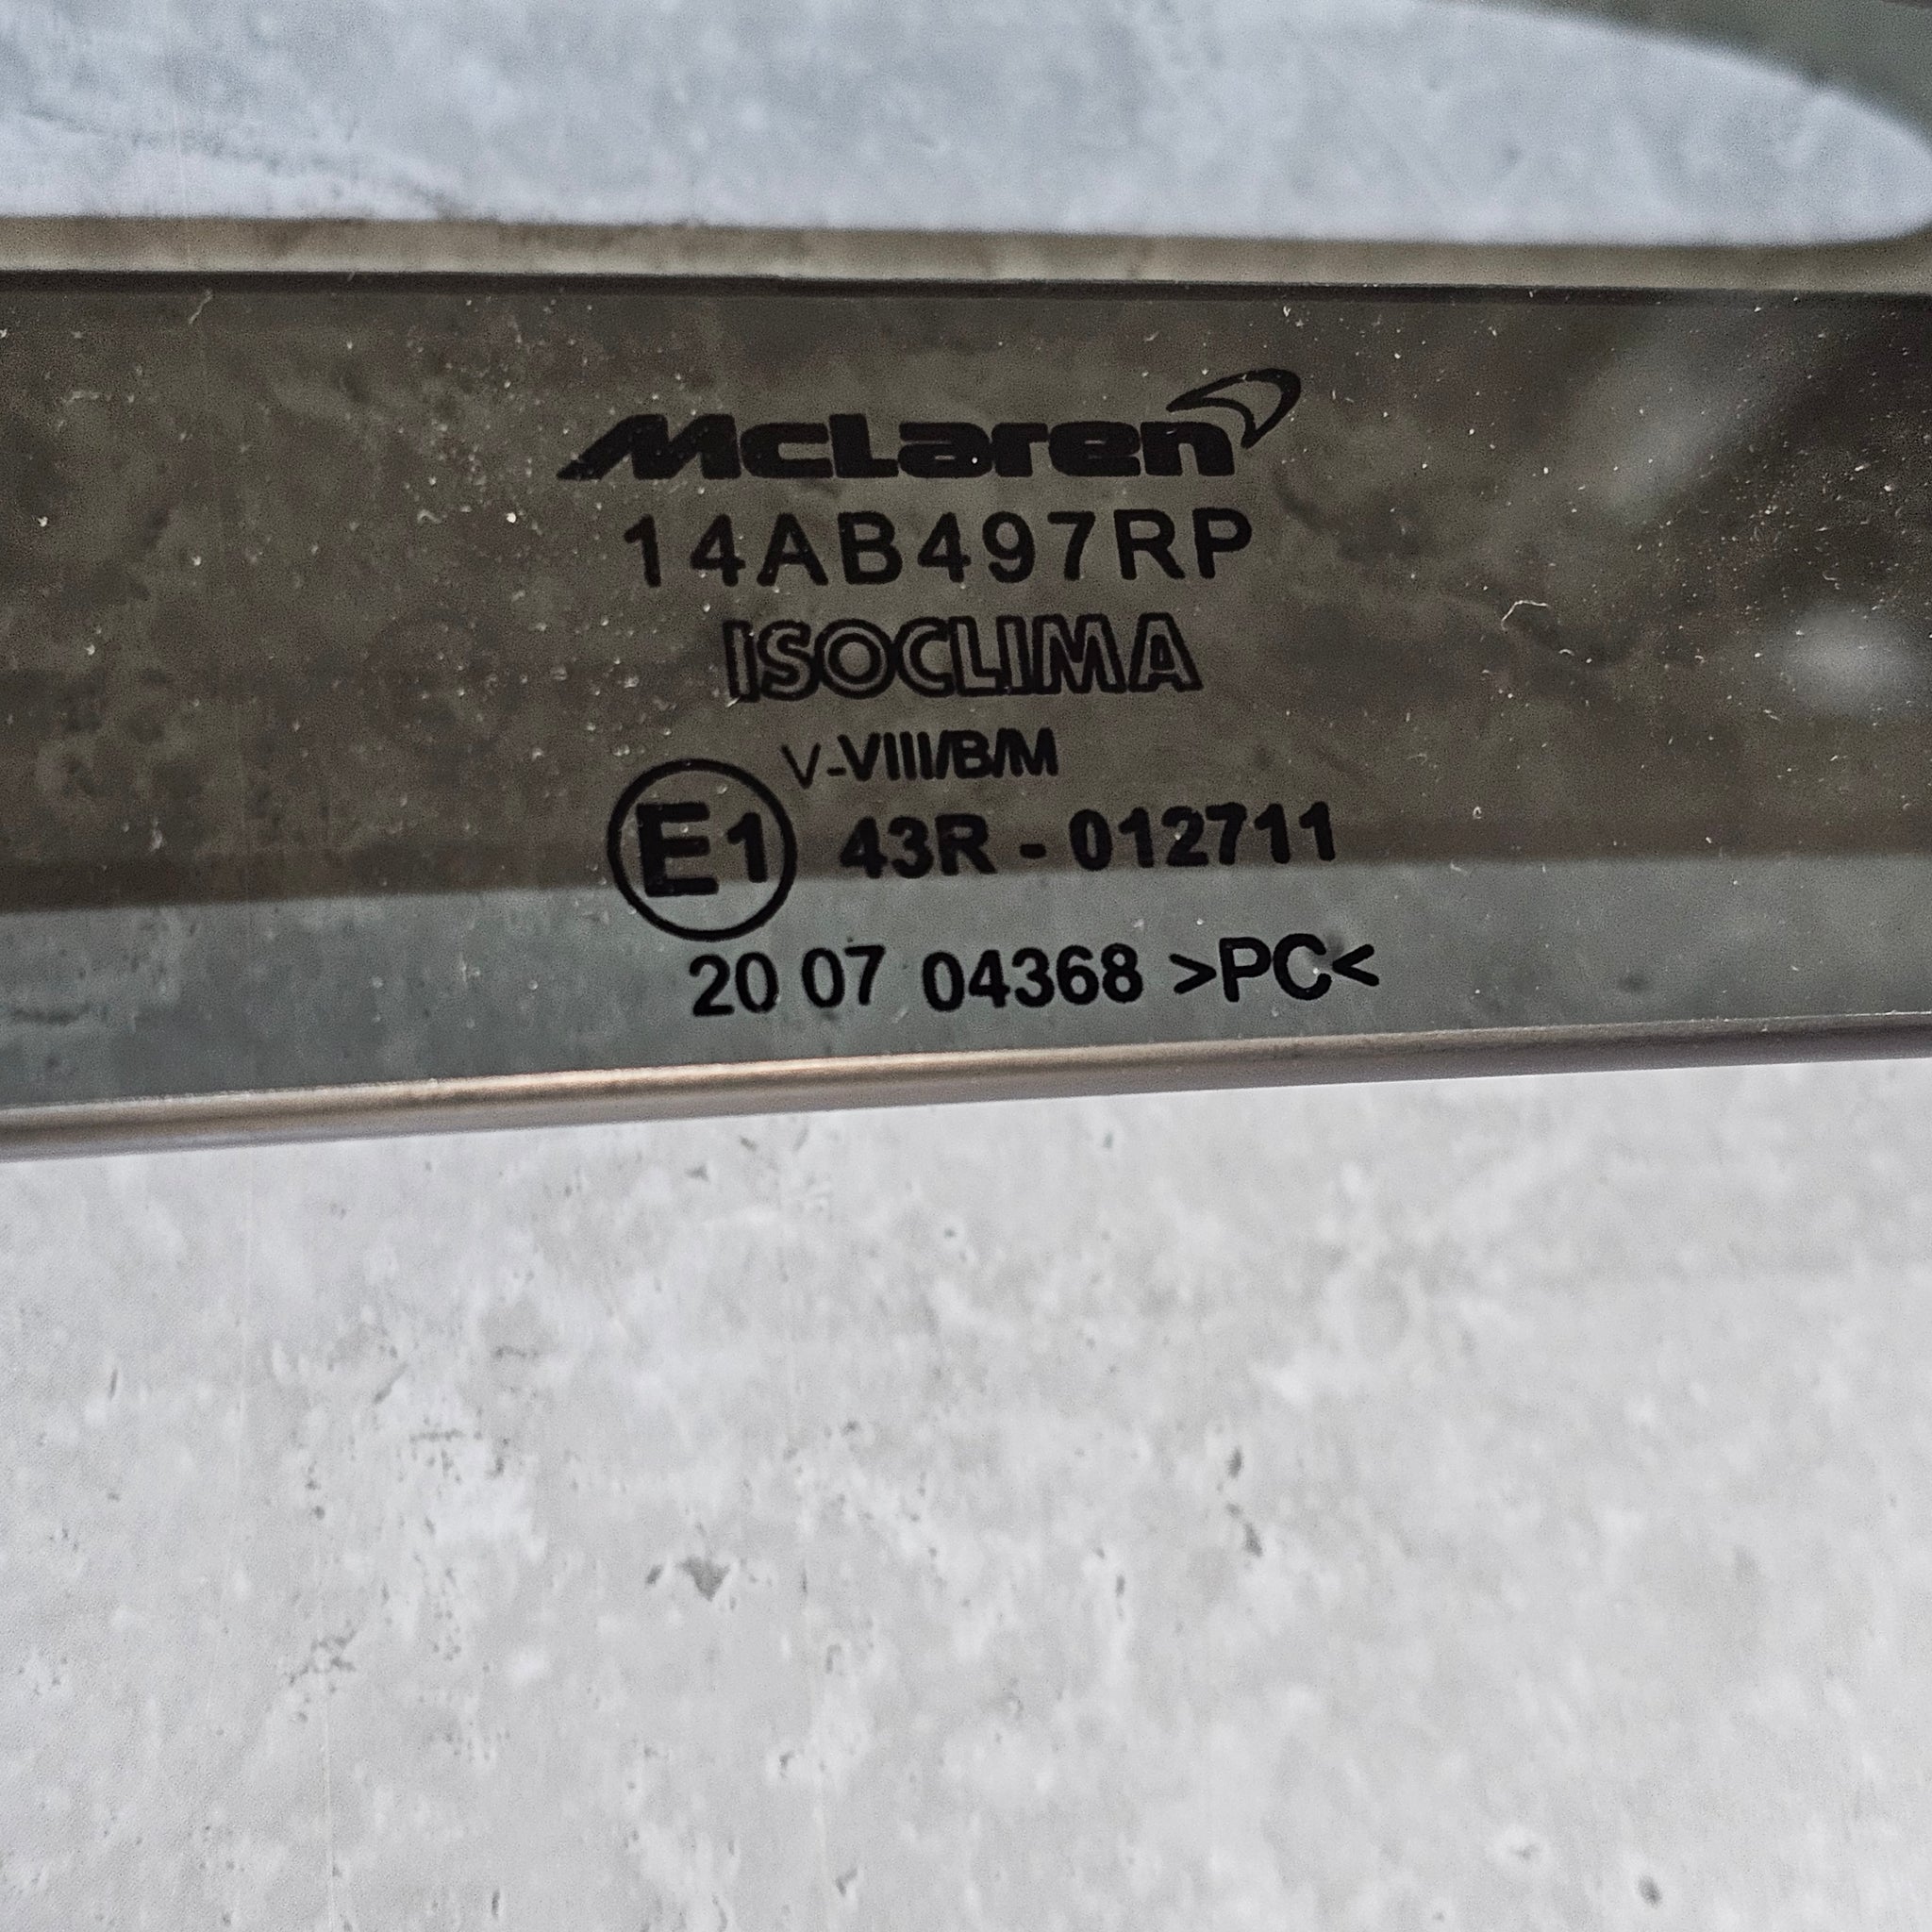 McLaren
14AB497RP
ISOCLIMA
V-VIII/B/M
E1 43R - 012711
20 07 04368 >PC<